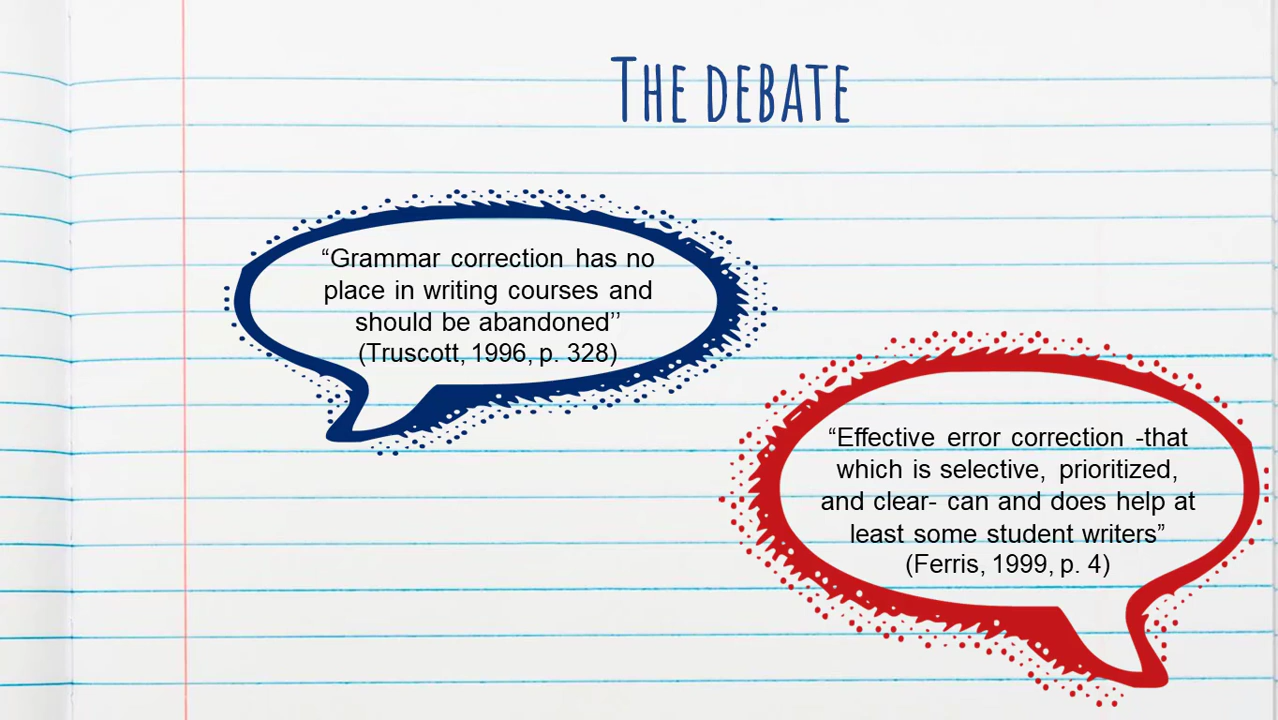 THE DEBATE
“Grammar correction has no
place in writing courses and
should be abandoned’’
(Truscott, 1996, p. 328)
“Effective error correction -that
which is selective, prioritized,
and clear- can and does help at
least some student writers”
(Ferris, 1999, p. 4)